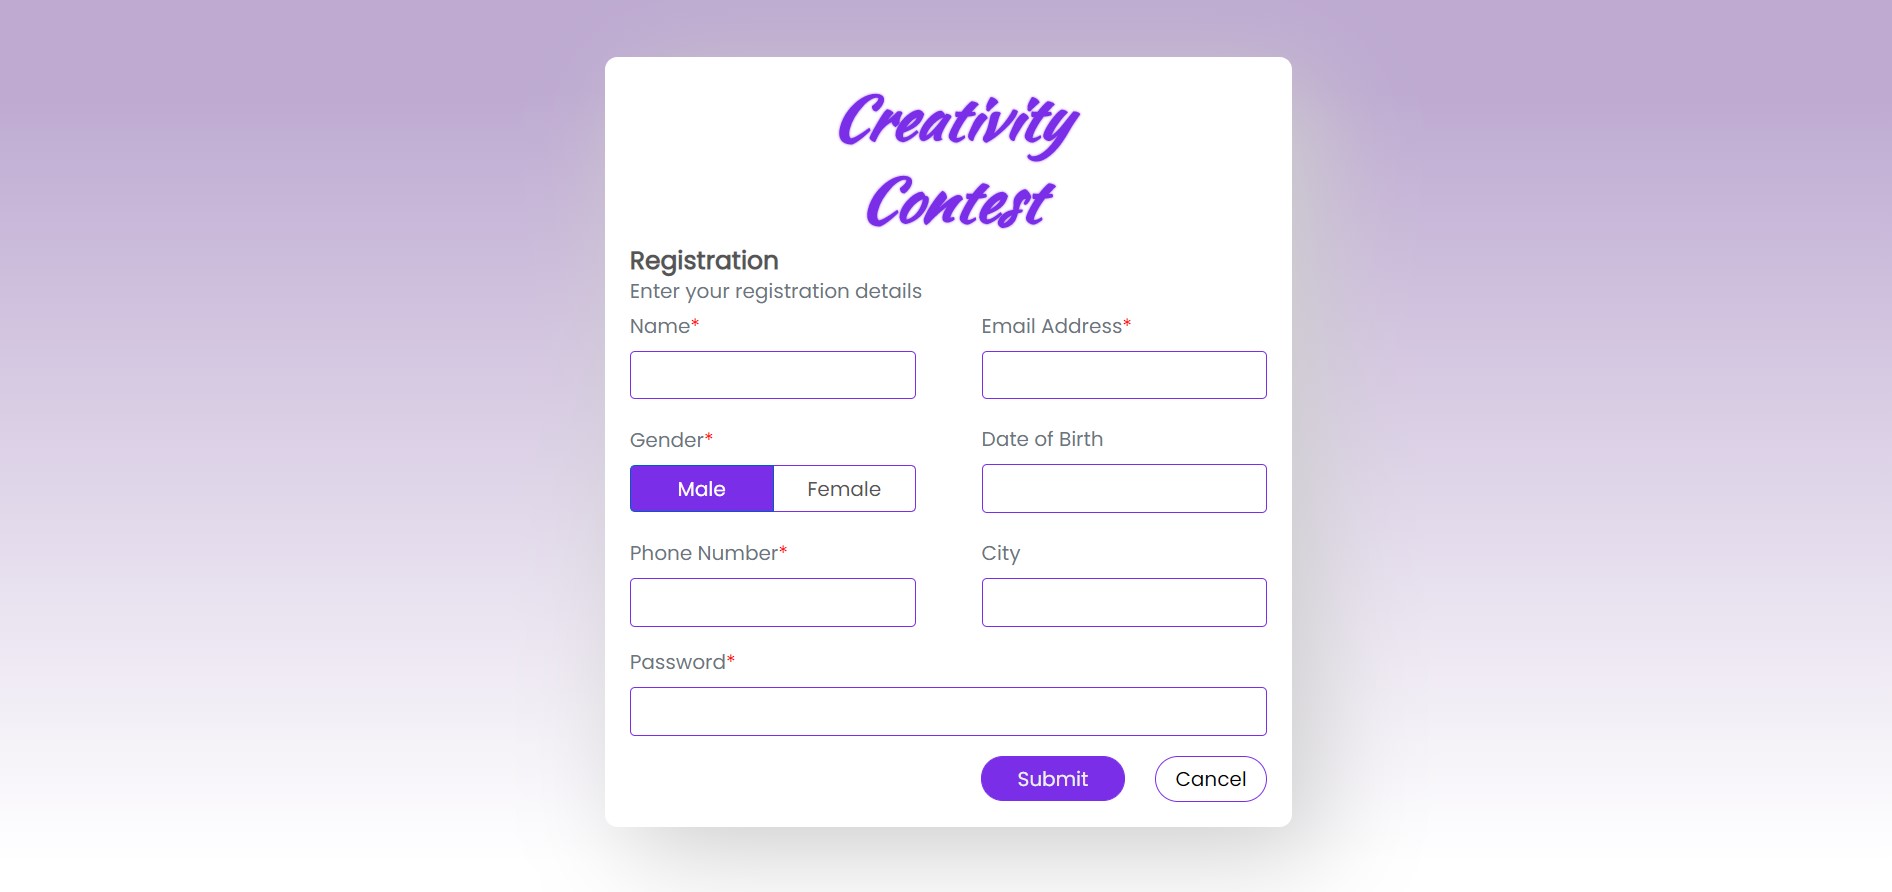 Creativity
Contest
Registration
Enter your registration details
Name*
Email Address*
Gender*
Date of Birth
Male
Female
Phone Number*
City
Password*
Submit
Cancel